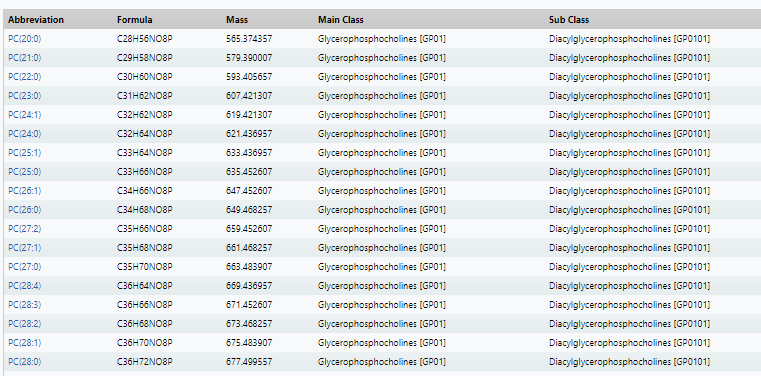 Abbreviation Formula Mass Main Class Sub Class
PC(20:0) C28H56NO8P 565.374357 Glycerophosphocholines [GP01] Diacylglycerophosphocholines [GP0101]
PC(21:0) C29H58NO8P 579.390007 Glycerophosphocholines [GP01] Diacylglycerophosphocholines [GP0101]
PC(22:0) C30H60NO8P 593.405657 Glycerophosphocholines [GP01] Diacylglycerophosphocholines [GP0101]
PC(23:0) C31H62NO8P 607.421307 Glycerophosphocholines [GP01] Diacylglycerophosphocholines [GP0101]
PC(24:1) C32H62NO8P 619.421307 Glycerophosphocholines [GP01] Diacylglycerophosphocholines [GP0101]
PC(24:0) C32H64NO8P 621.436957 Glycerophosphocholines [GP01] Diacylglycerophosphocholines [GP0101]
PC(25:1) C33H64NO8P 633.436957 Glycerophosphocholines [GP01] Diacylglycerophosphocholines [GP0101]
PC(25:0) C33H66NO8P 635.452607 Glycerophosphocholines [GP01] Diacylglycerophosphocholines [GP0101]
PC(26:1) C34H66NO8P 647.452607 Glycerophosphocholines [GP01] Diacylglycerophosphocholines [GP0101]
PC(26:0) C34H68NO8P 649.468257 Glycerophosphocholines [GP01] Diacylglycerophosphocholines [GP0101]
PC(27:2) C35H66NO8P 659.452607 Glycerophosphocholines [GP01] Diacylglycerophosphocholines [GP0101]
PC(27:1) C35H68NO8P 661.468257 Glycerophosphocholines [GP01] Diacylglycerophosphocholines [GP0101]
PC(27:0) C35H70NO8P 663.483907 Glycerophosphocholines [GP01] Diacylglycerophosphocholines [GP0101]
PC(28:4) C36H64NO8P 669.436957 Glycerophosphocholines [GP01] Diacylglycerophosphocholines [GP0101]
PC(28:3) C36H66NO8P 671.452607 Glycerophosphocholines [GP01] Diacylglycerophosphocholines [GP0101]
PC(28:2) C36H68NO8P 673.468257 Glycerophosphocholines [GP01] Diacylglycerophosphocholines [GP0101]
PC(28:1) C36H70NO8P 675.483907 Glycerophosphocholines [GP01] Diacylglycerophosphocholines [GP0101]
PC(28:0) C36H72NO8P 677.499557 Glycerophosphocholines [GP01] Diacylglycerophosphocholines [GP0101]